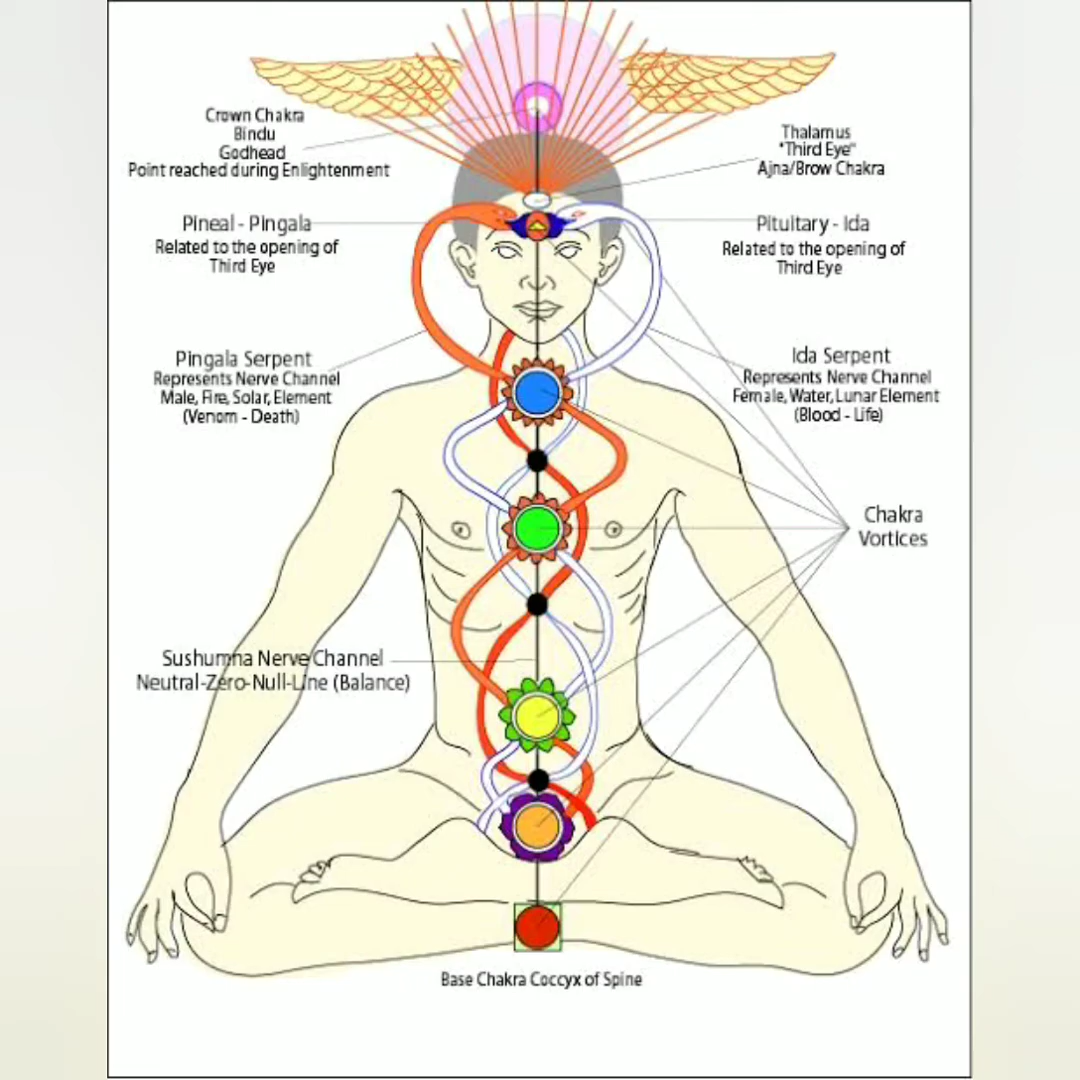 Crown Chakra
Bindu
Godhead
Point reached during Enlightenment
Thalamus
"Third Eye"
Ajna/Brow Chakra
Pineal - Pingala
Related to the opening of
Third Eye
Pituitary - Ida
Related to the opening of
Third Eye
Pingala Serpent
Represents Nerve Channel
Male, Fire, Solar, Element
(Venom - Death)
Ida Serpent
Represents Nerve Channel
Female, Water, Lunar Element
(Blood - Life)
Chakra
Vortices
Sushumna Nerve Channel
Neutral-Zero-Null-Line (Balance)
Base Chakra Coccyx of Spine